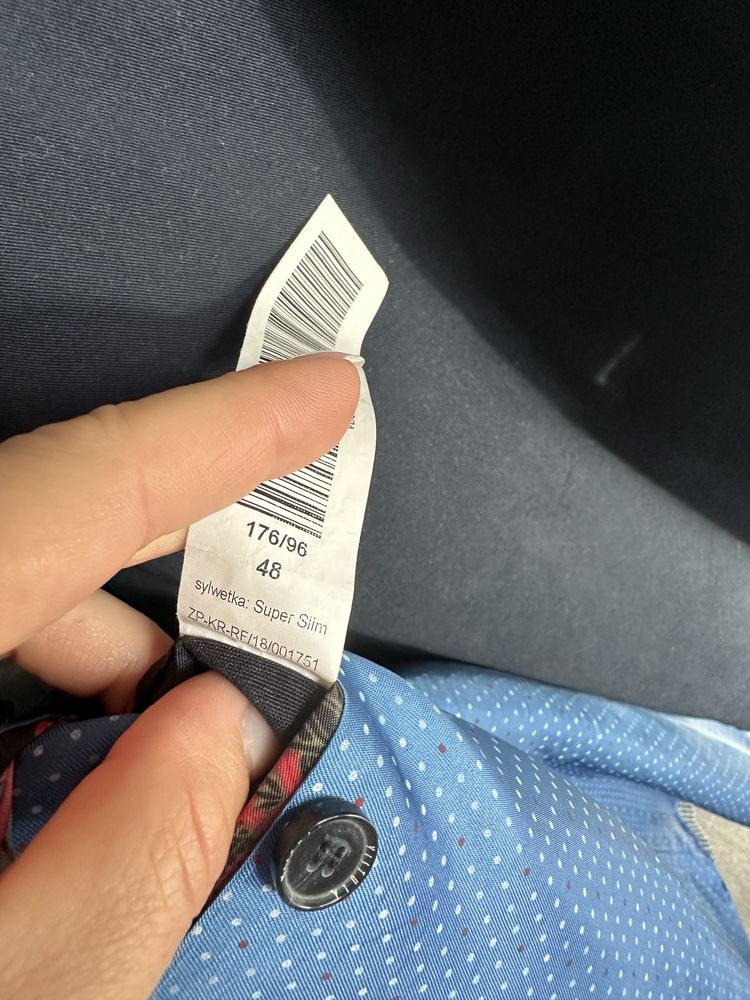 176/96
48
sylwetka: Super Slim
ZP-KR-RF/18/001751